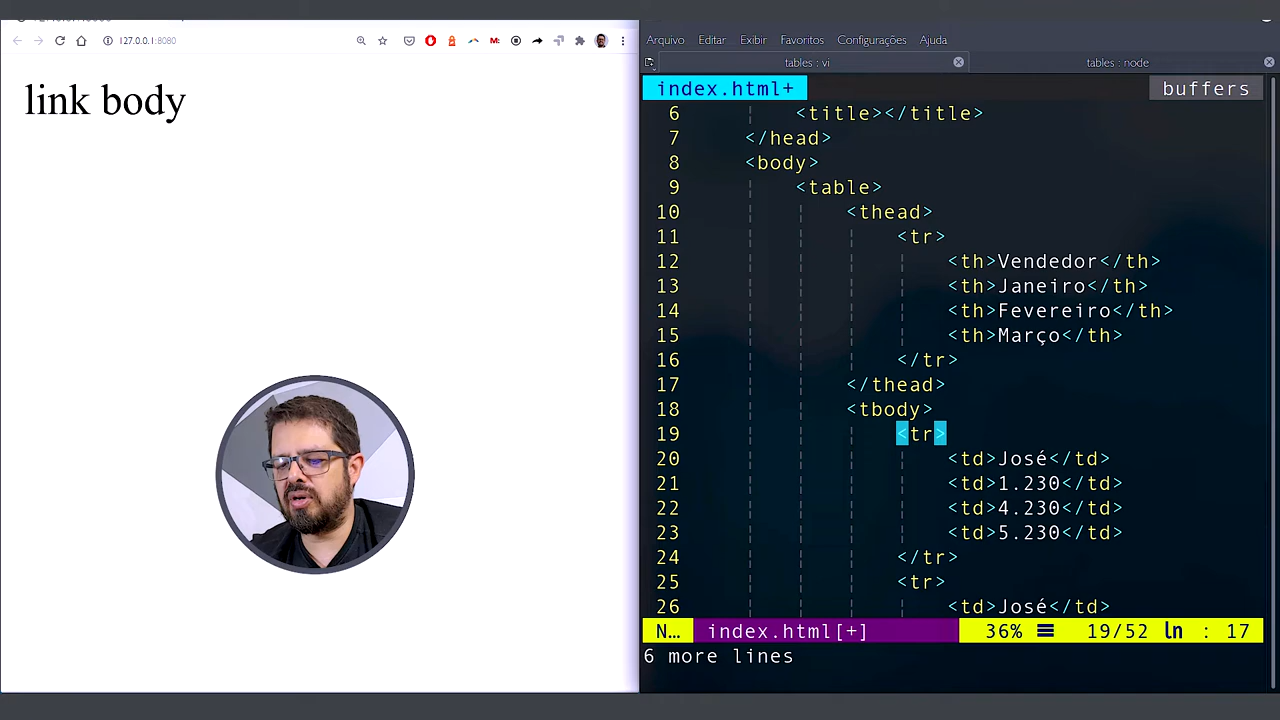 127.0.0.1:8080
link body
Arquivo Editar Exibir Favoritos Configurações Ajuda
tables : vi
tables : node
index.html+
buffers
6 <title></title>
7 </head>
8 <body>
9 <table>
10 <thead>
11 <tr>
12 <th>Vendedor</th>
13 <th>Janeiro</th>
14 <th>Fevereiro</th>
15 <th>Março</th>
16 </tr>
17 </thead>
18 <tbody>
19 <tr>
20 <td>José</td>
21 <td>1.230</td>
22 <td>4.230</td>
23 <td>5.230</td>
24 </tr>
25 <tr>
26 <td>José</td>
N… index.html[+] 36% ☰ 19/52 ln : 17
6 more lines